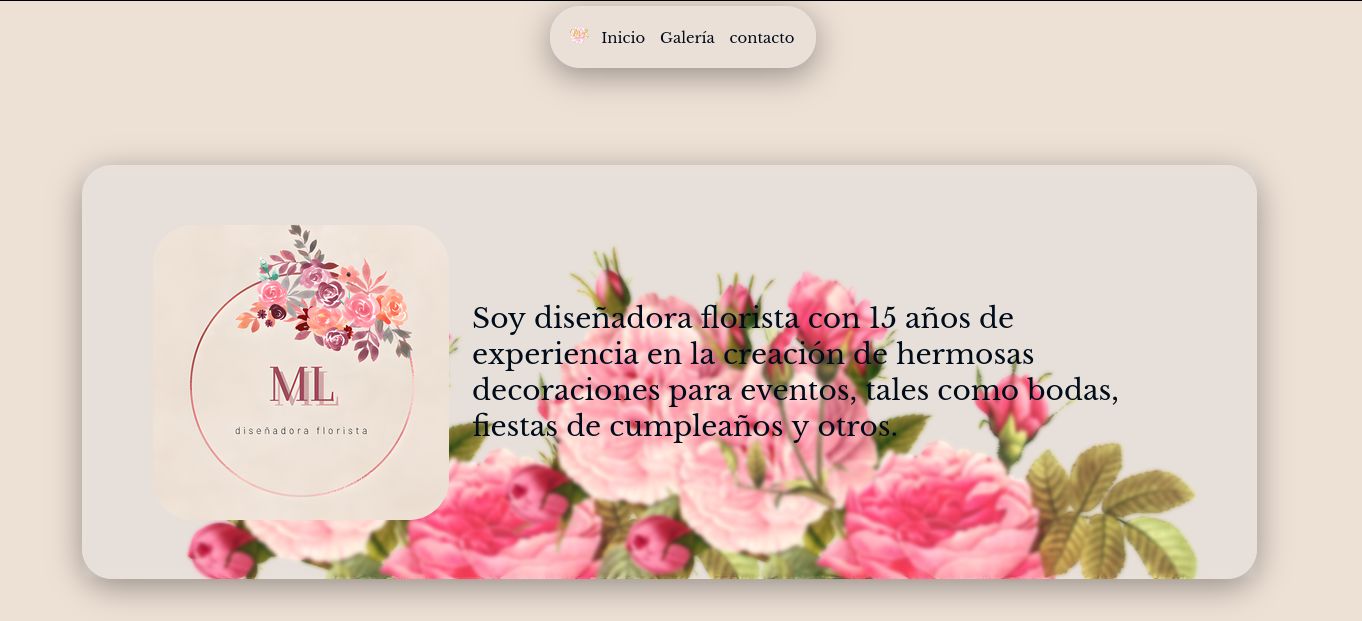 Inicio Galería contacto
ML
diseñadora florista
Soy diseñadora florista con 15 años de
experiencia en la creación de hermosas
decoraciones para eventos, tales como bodas,
fiestas de cumpleaños y otros.